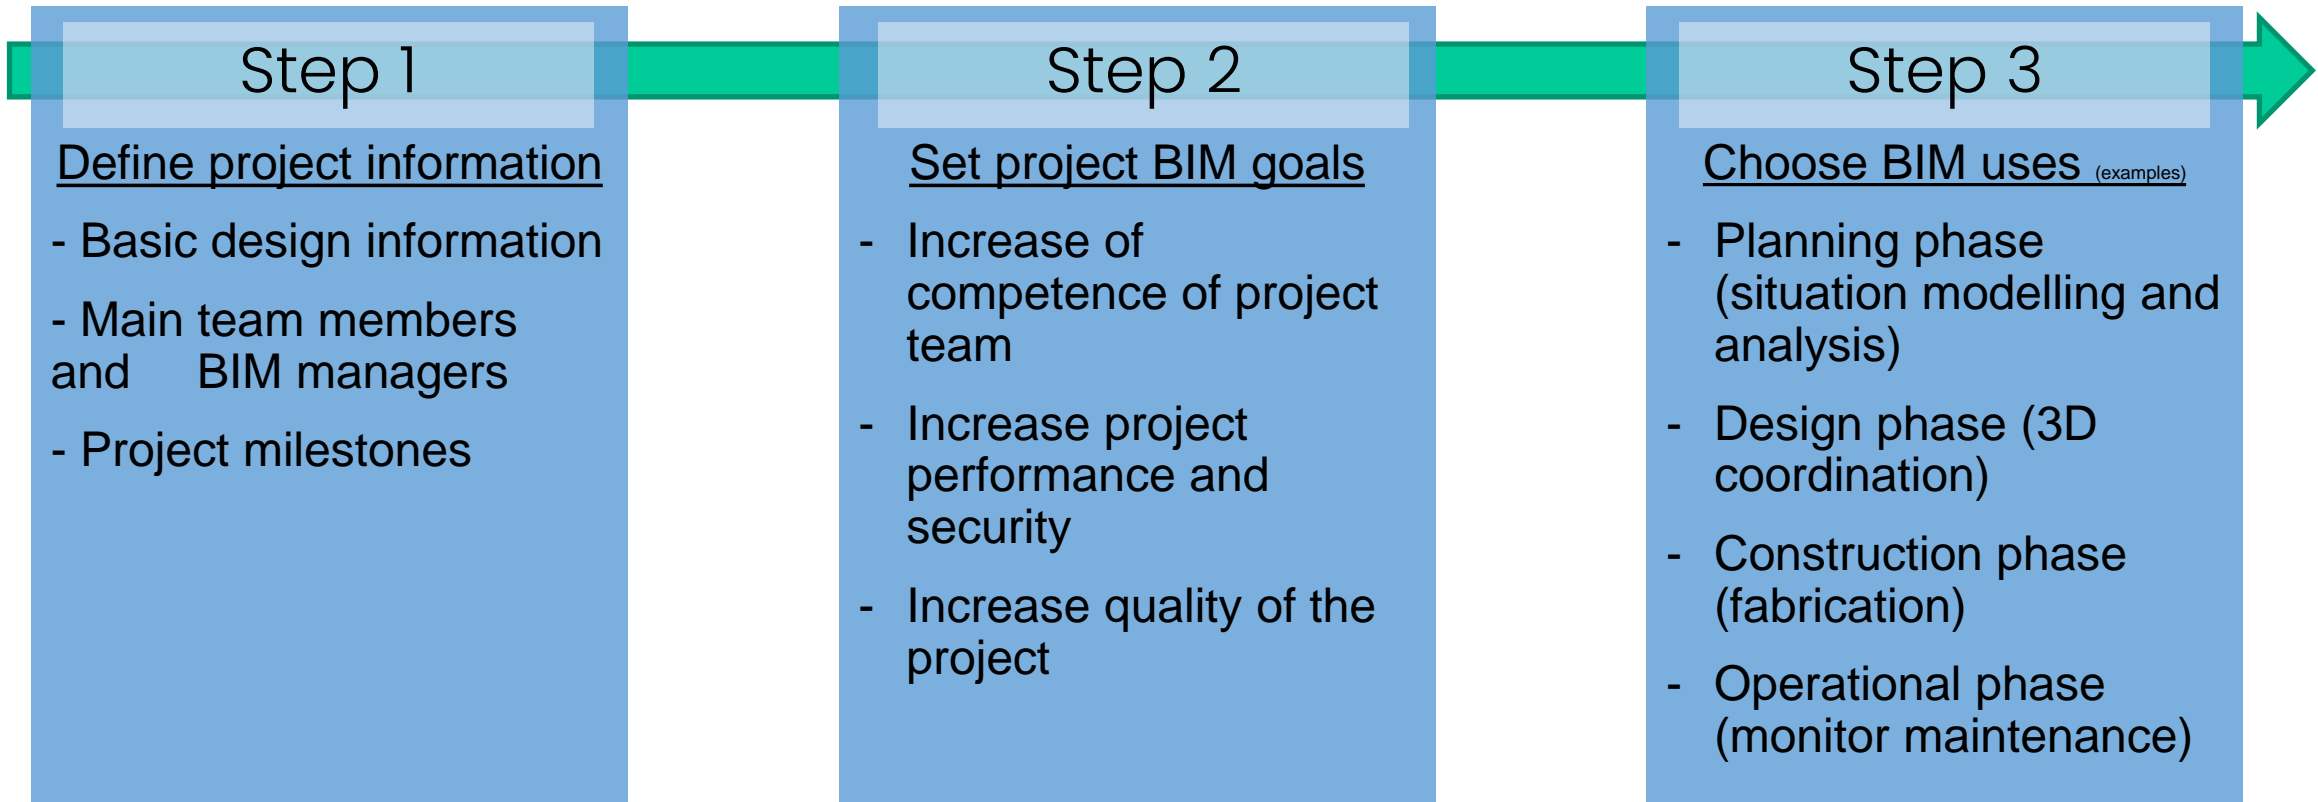 Step 1
Define project information
- Basic design information
- Main team members
and BIM managers
- Project milestones
Step 2
Set project BIM goals
- Increase of
competence of project
team
- Increase project
performance and
security
- Increase quality of the
project
Step 3
Choose BIM uses (examples)
- Planning phase
(situation modelling and
analysis)
- Design phase (3D
coordination)
- Construction phase
(fabrication)
- Operational phase
(monitor maintenance)